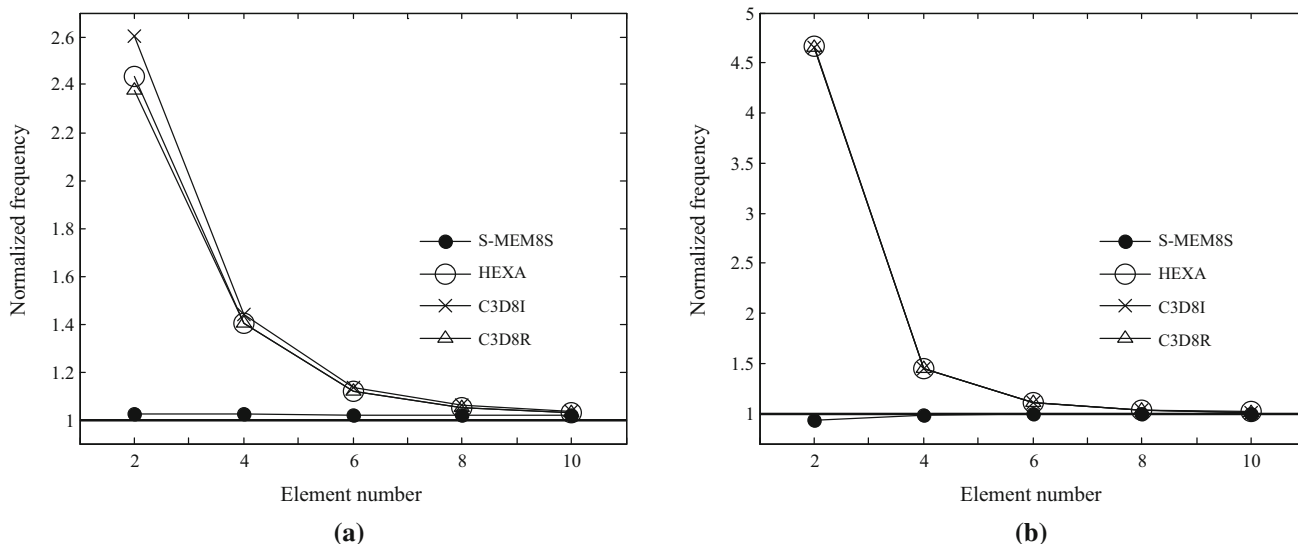 2.6
2.4
2.2
2
1.8
1.6
1.4
1.2
1
Normalized frequency
S-MEM8S
HEXA
C3D8I
C3D8R
2 4 6 8 10
Element number
(a)
5
4.5
4
3.5
3
2.5
2
1.5
1
Normalized frequency
S-MEM8S
HEXA
C3D8I
C3D8R
2 4 6 8 10
Element number
(b)